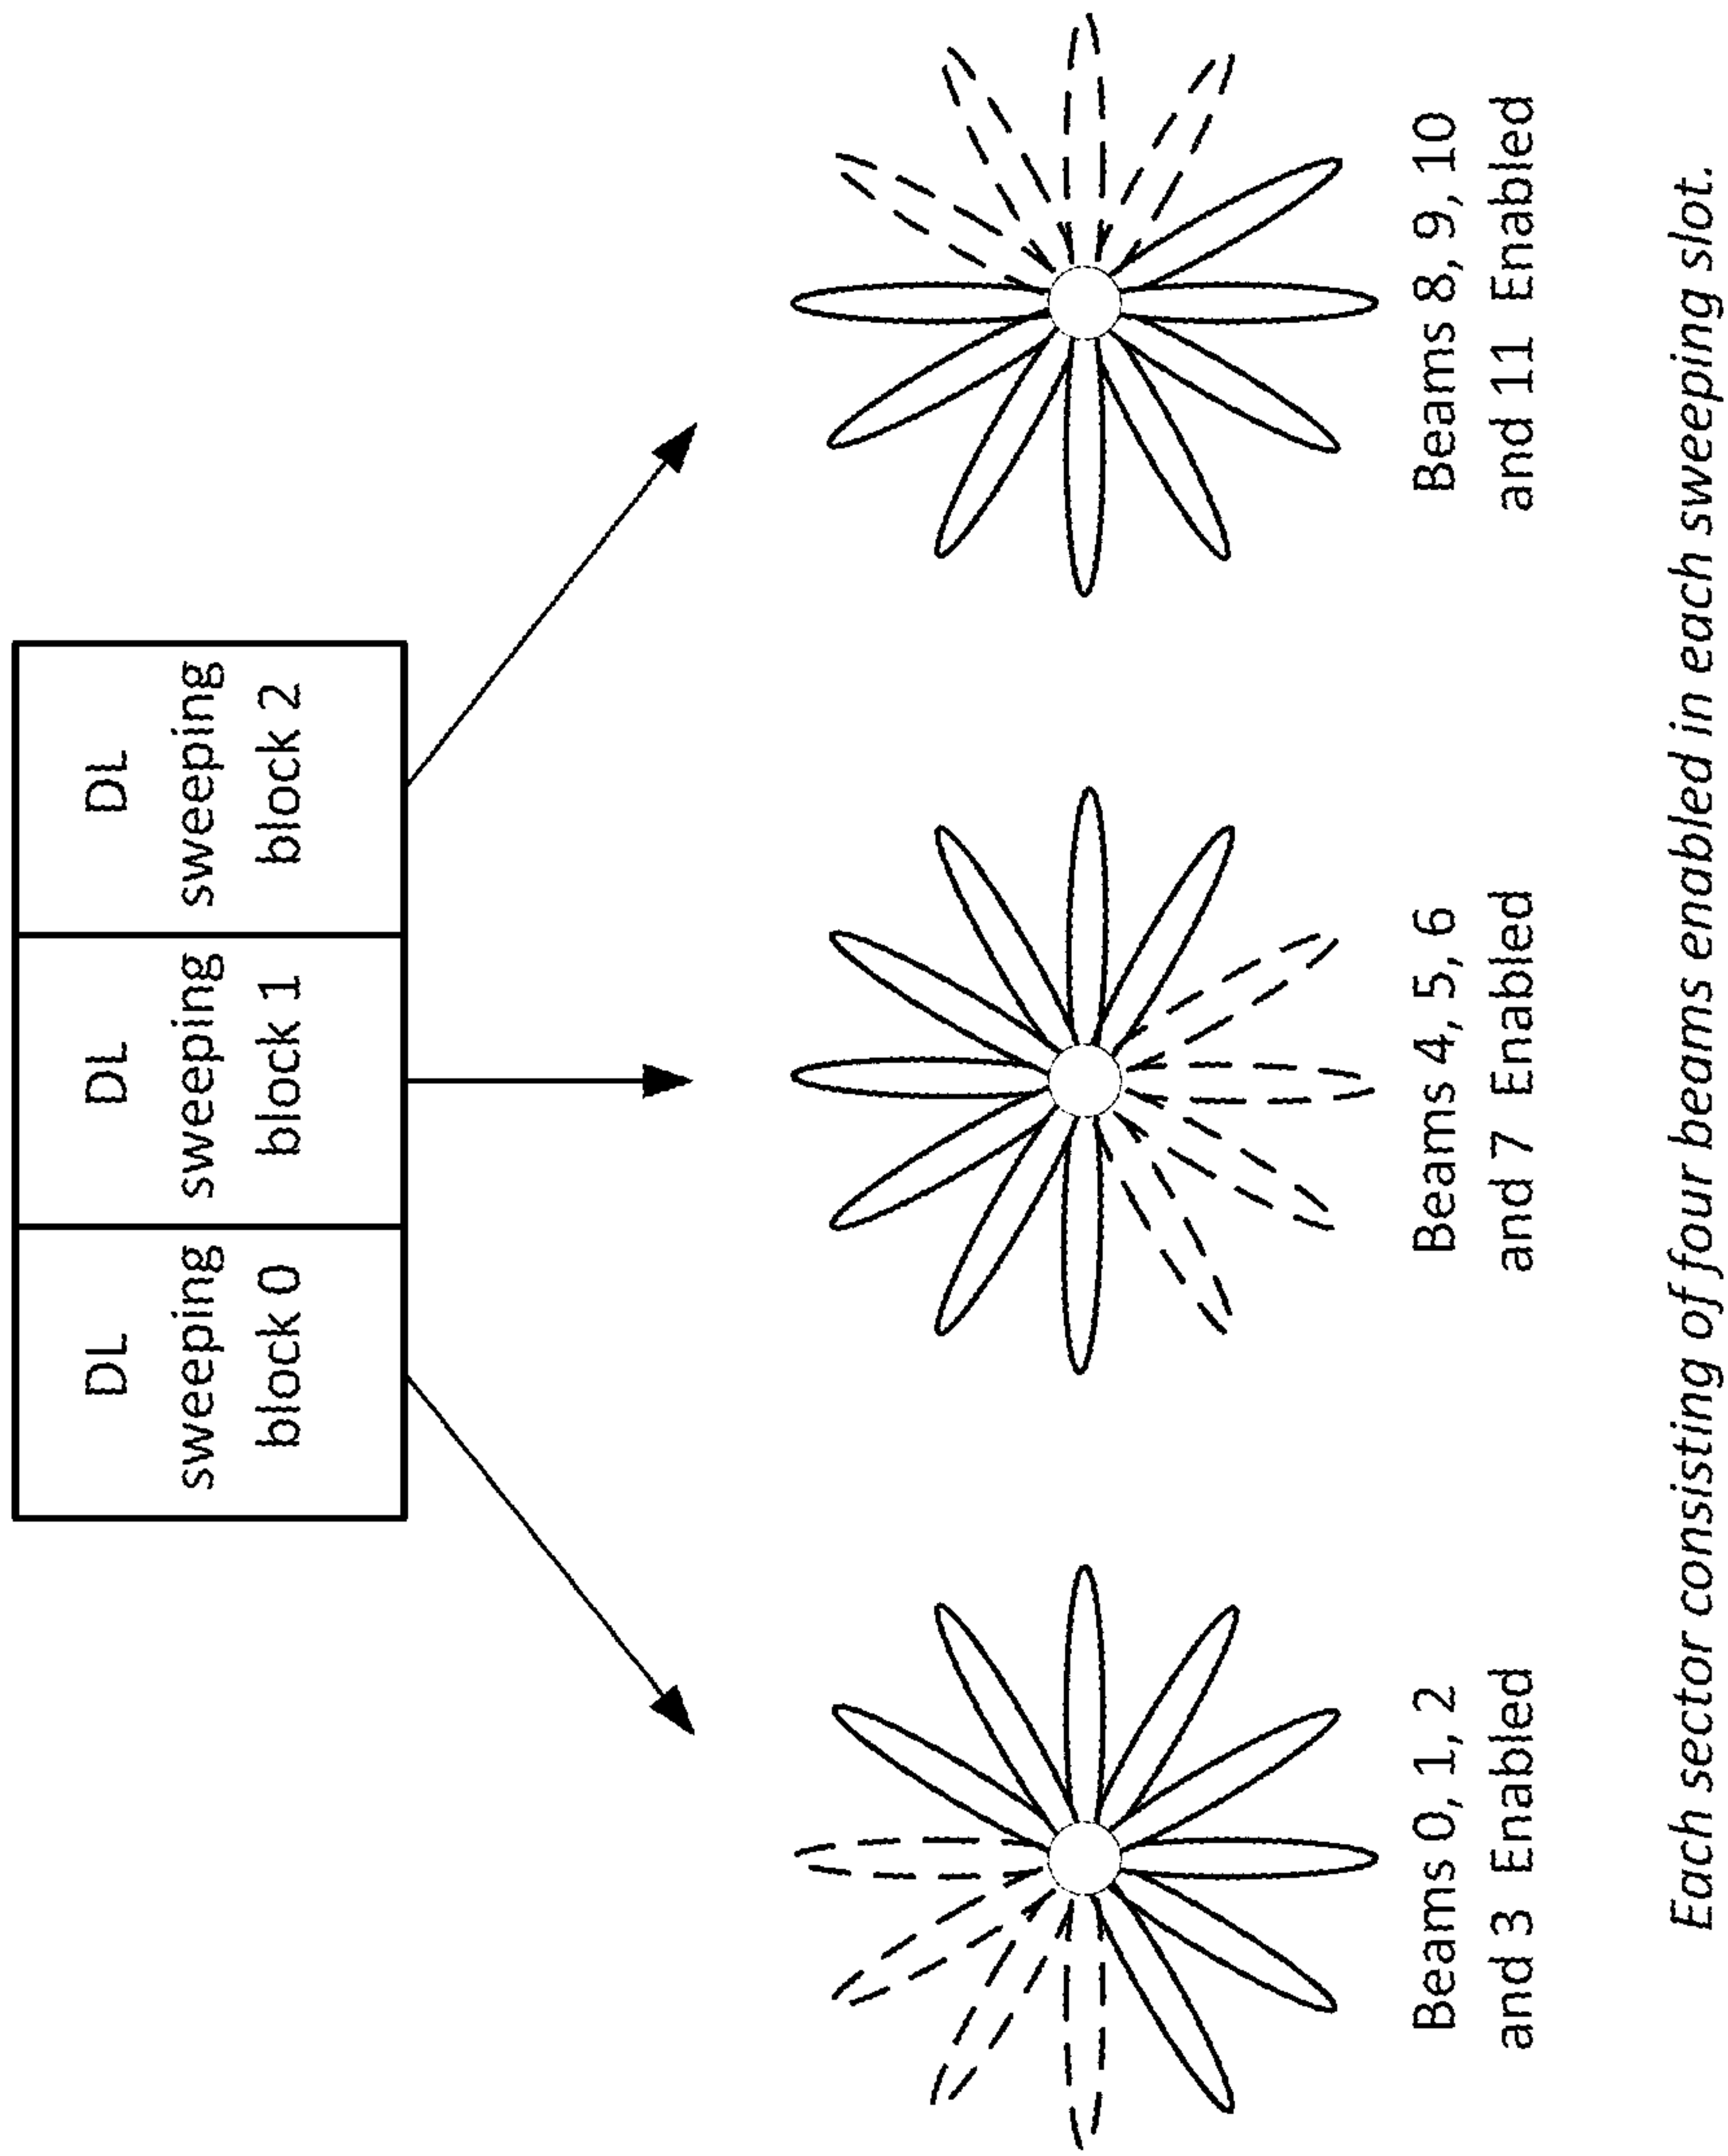 DL
sweeping
block 0
DL
sweeping
block 1
DL
sweeping
block 2
Beams 0, 1, 2
and 3 Enabled
Beams 4, 5, 6
and 7 Enabled
Beams 8, 9, 10
and 11 Enabled
Each sector consisting of four beams enabled in each sweeping slot.